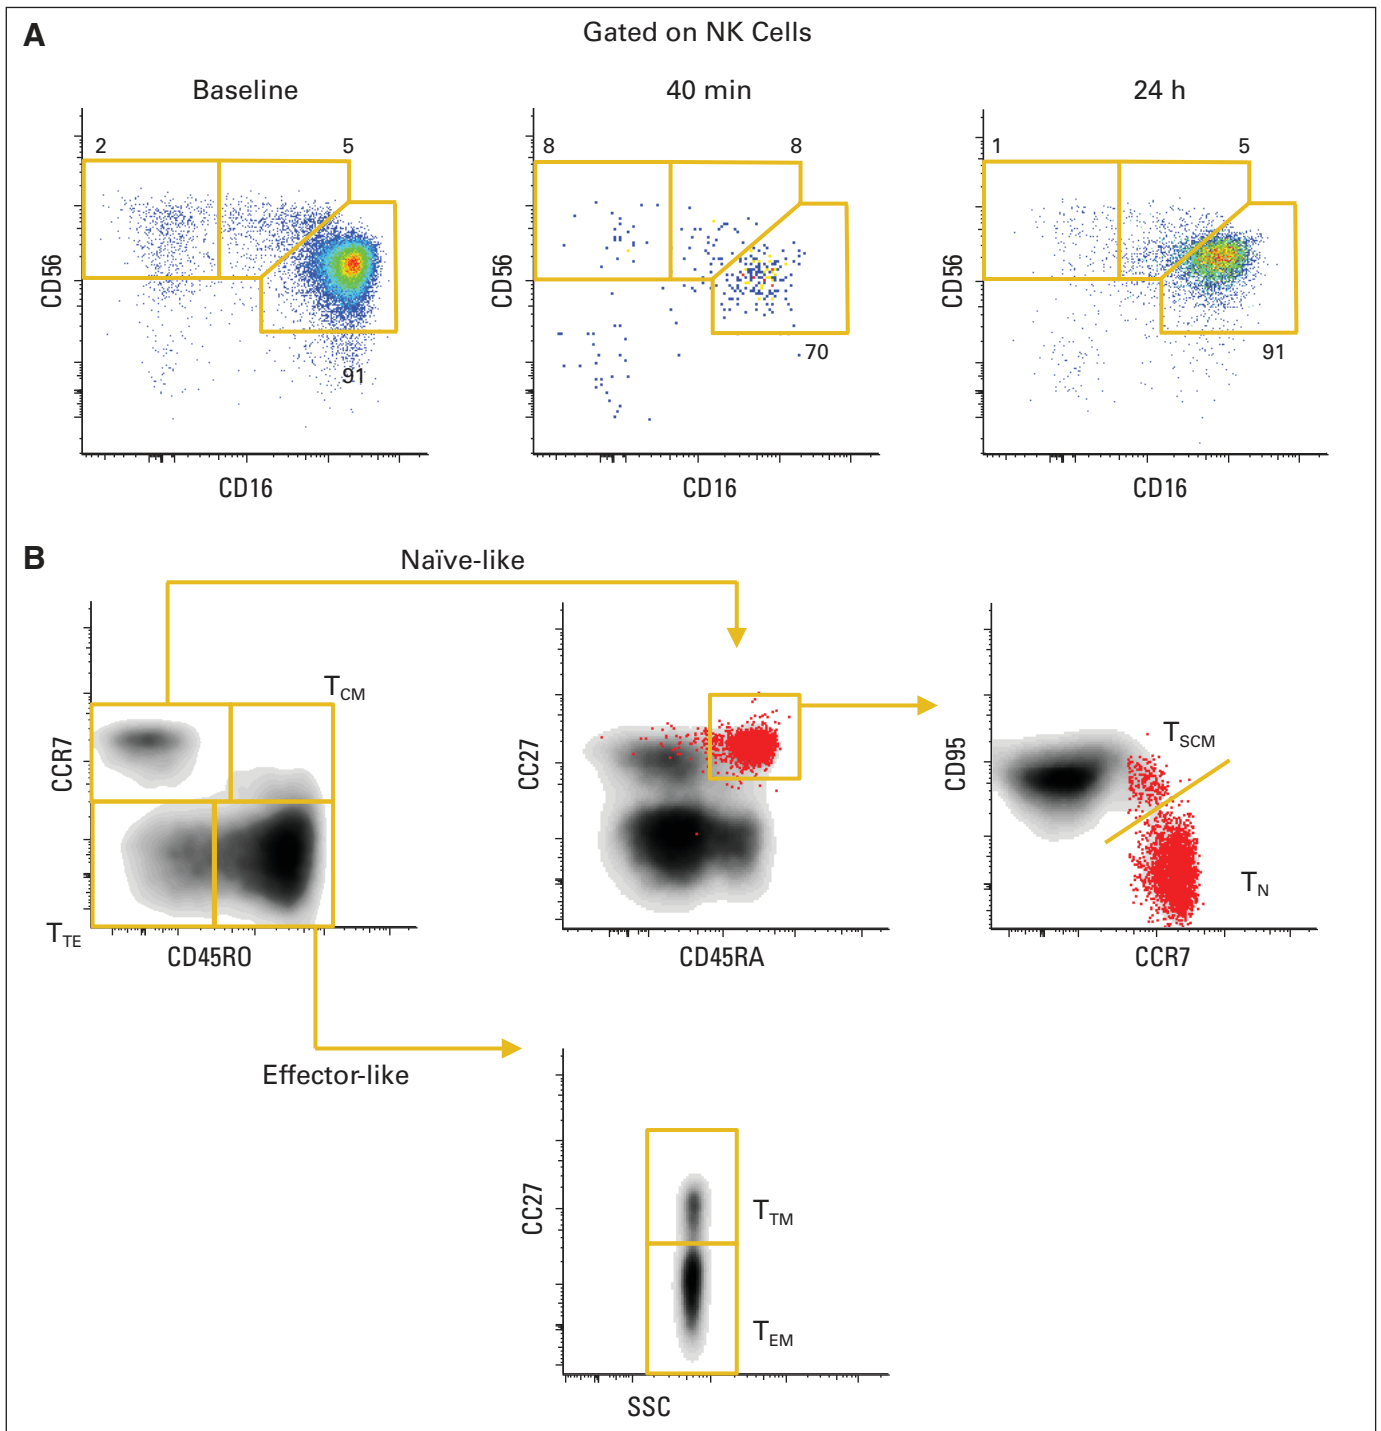 A
Gated on NK Cells
Baseline
40 min
24 h
2
5
8
8
1
5
CD56
CD56
CD56
91
70
91
CD16
CD16
CD16
B
Naïve-like
TCM
CCR7
CC27
CD95
TSCM
TN
TTE
CD45RO
CD45RA
CCR7
Effector-like
CC27
TTM
TEM
SSC